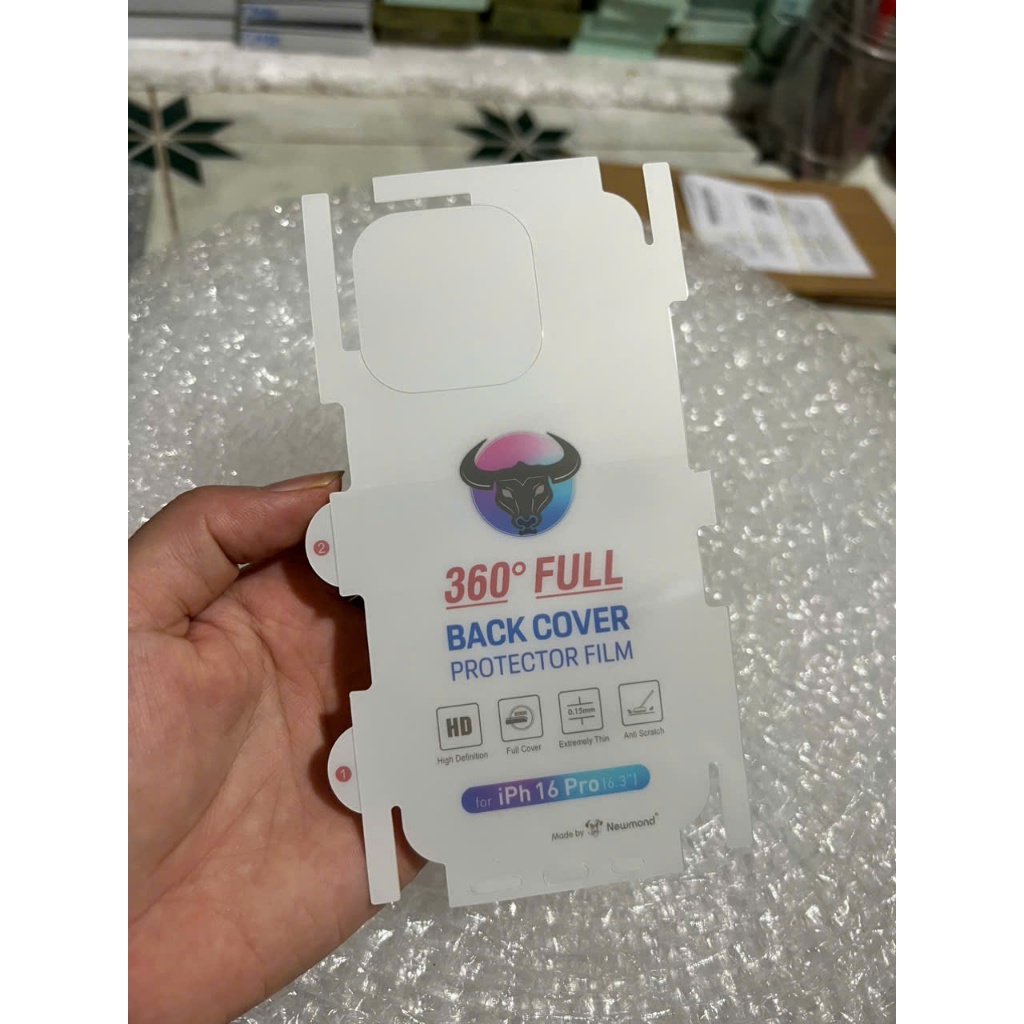 2
360° FULL
BACK COVER
PROTECTOR FILM
HD
0.15mm
High Definition
Full Cover
Extremely Thin
Anti Scratch
1
for iPh 16 Pro (6.3")
Made by Newmond®